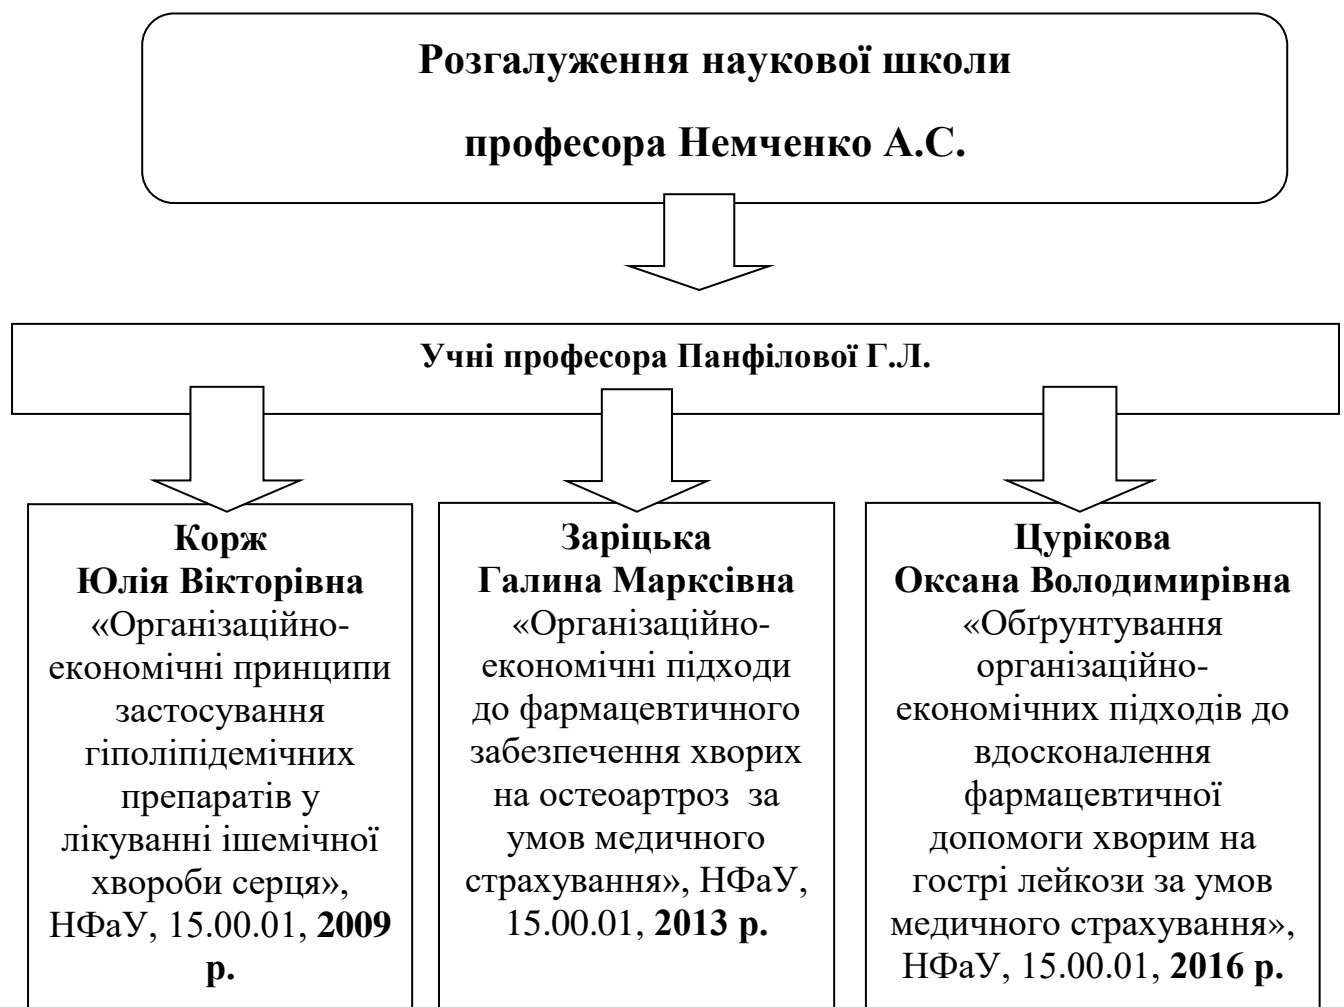 Розгалуження наукової школи
професора Немченко А.С.
Учні професора Панфілової Г.Л.
Корж
Юлія Вікторівна
«Організаційно-
економічні принципи
застосування
гіполіпідемічних
препаратів у
лікуванні ішемічної
хвороби серця»,
НФаУ, 15.00.01, 2009
р.
Заріцька
Галина Марксівна
«Організаційно-
економічні підходи
до фармацевтичного
забезпечення хворих
на остеоартроз за
умов медичного
страхування», НФаУ,
15.00.01, 2013 р.
Цурікова
Оксана Володимирівна
«Обґрунтування
організаційно-
економічних підходів до
вдосконалення
фармацевтичної
допомоги хворим на
гострі лейкози за умов
медичного страхування»,
НФаУ, 15.00.01, 2016 р.